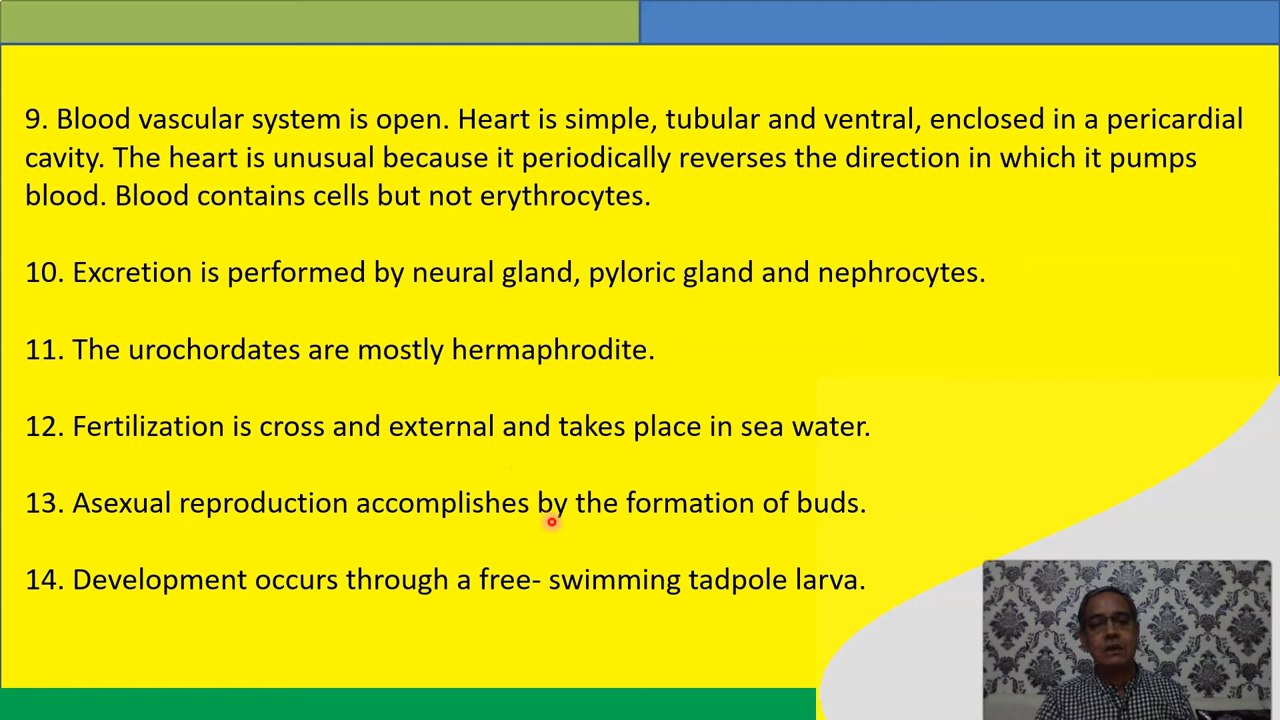 9. Blood vascular system is open. Heart is simple, tubular and ventral, enclosed in a pericardial
cavity. The heart is unusual because it periodically reverses the direction in which it pumps
blood. Blood contains cells but not erythrocytes.
10. Excretion is performed by neural gland, pyloric gland and nephrocytes.
11. The urochordates are mostly hermaphrodite.
12. Fertilization is cross and external and takes place in sea water.
13. Asexual reproduction accomplishes by the formation of buds.
14. Development occurs through a free- swimming tadpole larva.